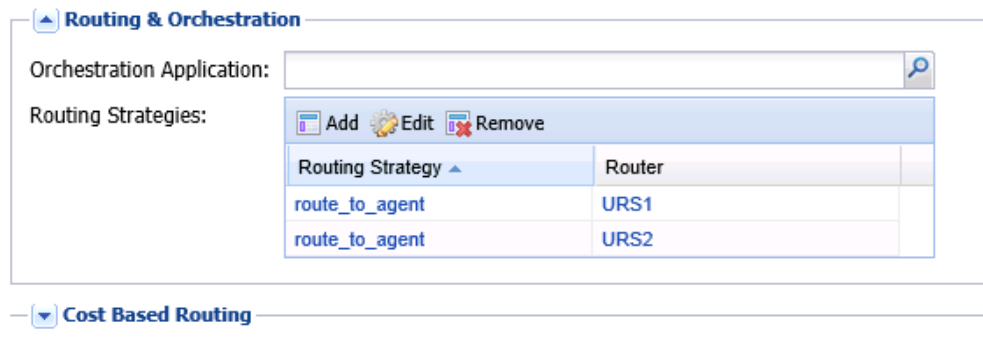 Routing & Orchestration
Orchestration Application:
Routing Strategies:
Add Edit Remove
Routing Strategy Router
route_to_agent URS1
route_to_agent URS2
Cost Based Routing